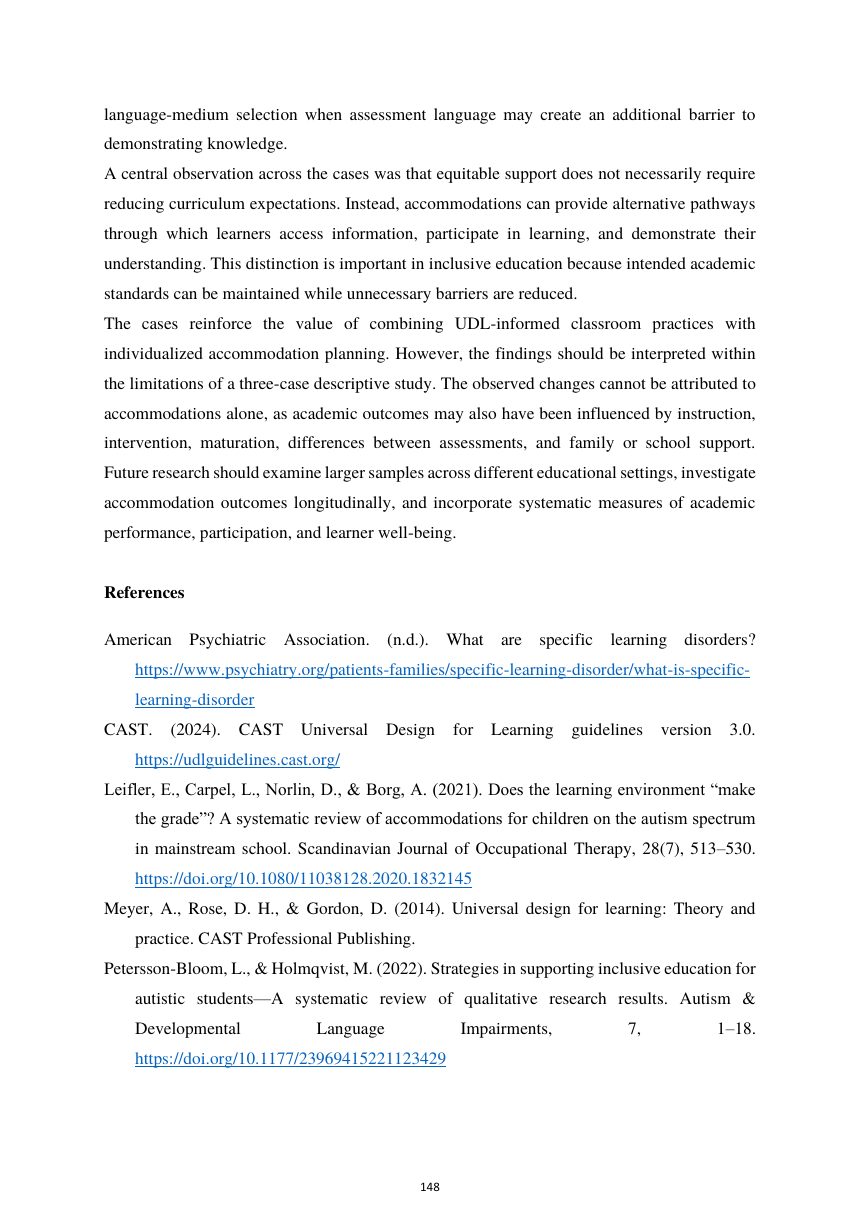 language-medium selection when assessment language may create an additional barrier to
demonstrating knowledge.
A central observation across the cases was that equitable support does not necessarily require
reducing curriculum expectations. Instead, accommodations can provide alternative pathways
through which learners access information, participate in learning, and demonstrate their
understanding. This distinction is important in inclusive education because intended academic
standards can be maintained while unnecessary barriers are reduced.
The cases reinforce the value of combining UDL-informed classroom practices with
individualized accommodation planning. However, the findings should be interpreted within
the limitations of a three-case descriptive study. The observed changes cannot be attributed to
accommodations alone, as academic outcomes may also have been influenced by instruction,
intervention, maturation, differences between assessments, and family or school support.
Future research should examine larger samples across different educational settings, investigate
accommodation outcomes longitudinally, and incorporate systematic measures of academic
performance, participation, and learner well-being.
References
American Psychiatric Association. (n.d.). What are specific learning disorders?
https://www.psychiatry.org/patients-families/specific-learning-disorder/what-is-specific-
learning-disorder
CAST. (2024). CAST Universal Design for Learning guidelines version 3.0.
https://udlguidelines.cast.org/
Leifler, E., Carpel, L., Norlin, D., & Borg, A. (2021). Does the learning environment “make
the grade”? A systematic review of accommodations for children on the autism spectrum
in mainstream school. Scandinavian Journal of Occupational Therapy, 28(7), 513–530.
https://doi.org/10.1080/11038128.2020.1832145
Meyer, A., Rose, D. H., & Gordon, D. (2014). Universal design for learning: Theory and
practice. CAST Professional Publishing.
Petersson-Bloom, L., & Holmqvist, M. (2022). Strategies in supporting inclusive education for
autistic students—A systematic review of qualitative research results. Autism &
Developmental Language Impairments, 7, 1–18.
https://doi.org/10.1177/23969415221123429
148